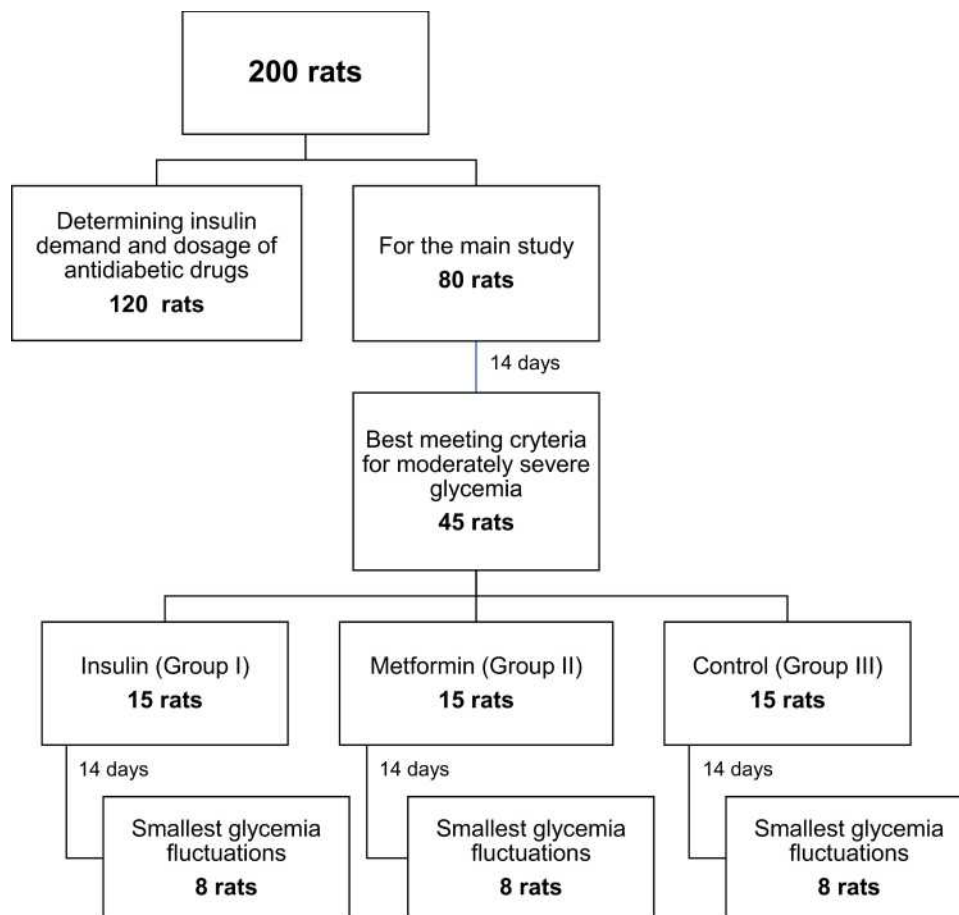 200 rats
Determining insulin
demand and dosage of
antidiabetic drugs
120 rats
For the main study
80 rats
14 days
Best meeting cryteria
for moderately severe
glycemia
45 rats
Insulin (Group I)
15 rats
Metformin (Group II)
15 rats
Control (Group III)
15 rats
14 days
14 days
14 days
Smallest glycemia
fluctuations
8 rats
Smallest glycemia
fluctuations
8 rats
Smallest glycemia
fluctuations
8 rats